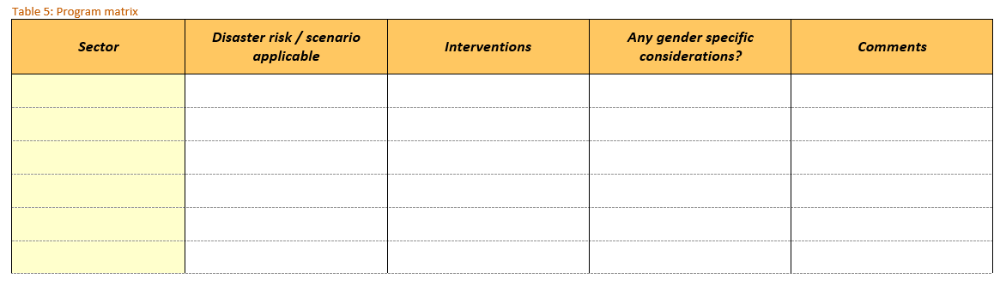 Table 5: Program matrix
Sector
Disaster risk / scenario
applicable
Interventions
Any gender specific
considerations?
Comments